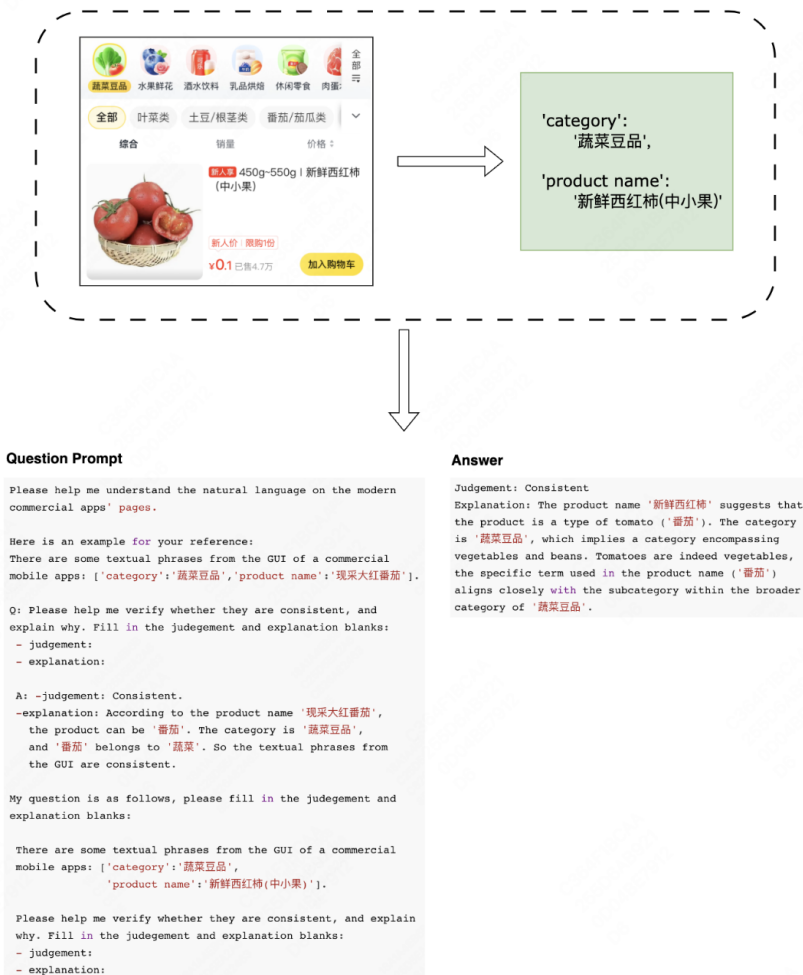 蔬菜豆品 水果鲜花 酒水饮料 乳品烘焙 休闲零食 肉蛋 全部
全部 叶菜类 土豆/根茎类 番茄/茄瓜类
综合 销量 价格
新人享 450g~550g | 新鲜西红柿
(中小果)
新人价 限购1份
¥0.1 已售4.7万 加入购物车
'category':
'蔬菜豆品',
'product name':
'新鲜西红柿(中小果)'
Question Prompt
Please help me understand the natural language on the modern
commercial apps' pages.
Here is an example for your reference:
There are some textual phrases from the GUI of a commercial
mobile apps: ['category':'蔬菜豆品','product name':'现采大红番茄'].
Q: Please help me verify whether they are consistent, and
explain why. Fill in the judegement and explanation blanks:
- judgement:
- explanation:
A: -judgement: Consistent.
-explanation: According to the product name '现采大红番茄',
the product can be '番茄'. The category is '蔬菜豆品',
and '番茄' belongs to '蔬菜'. So the textual phrases from
the GUI are consistent.
My question is as follows, please fill in the judegement and
explanation blanks:
There are some textual phrases from the GUI of a commercial
mobile apps: ['category':'蔬菜豆品',
'product name':'新鲜西红柿(中小果)'].
Please help me verify whether they are consistent, and explain
why. Fill in the judegement and explanation blanks:
- judgement:
- explanation:
Answer
Judgement: Consistent
Explanation: The product name '新鲜西红柿' suggests that
the product is a type of tomato ('番茄'). The category
is '蔬菜豆品', which implies a category encompassing
vegetables and beans. Tomatoes are indeed vegetables,
the specific term used in the product name ('番茄')
aligns closely with the subcategory within the broader
category of '蔬菜豆品'.